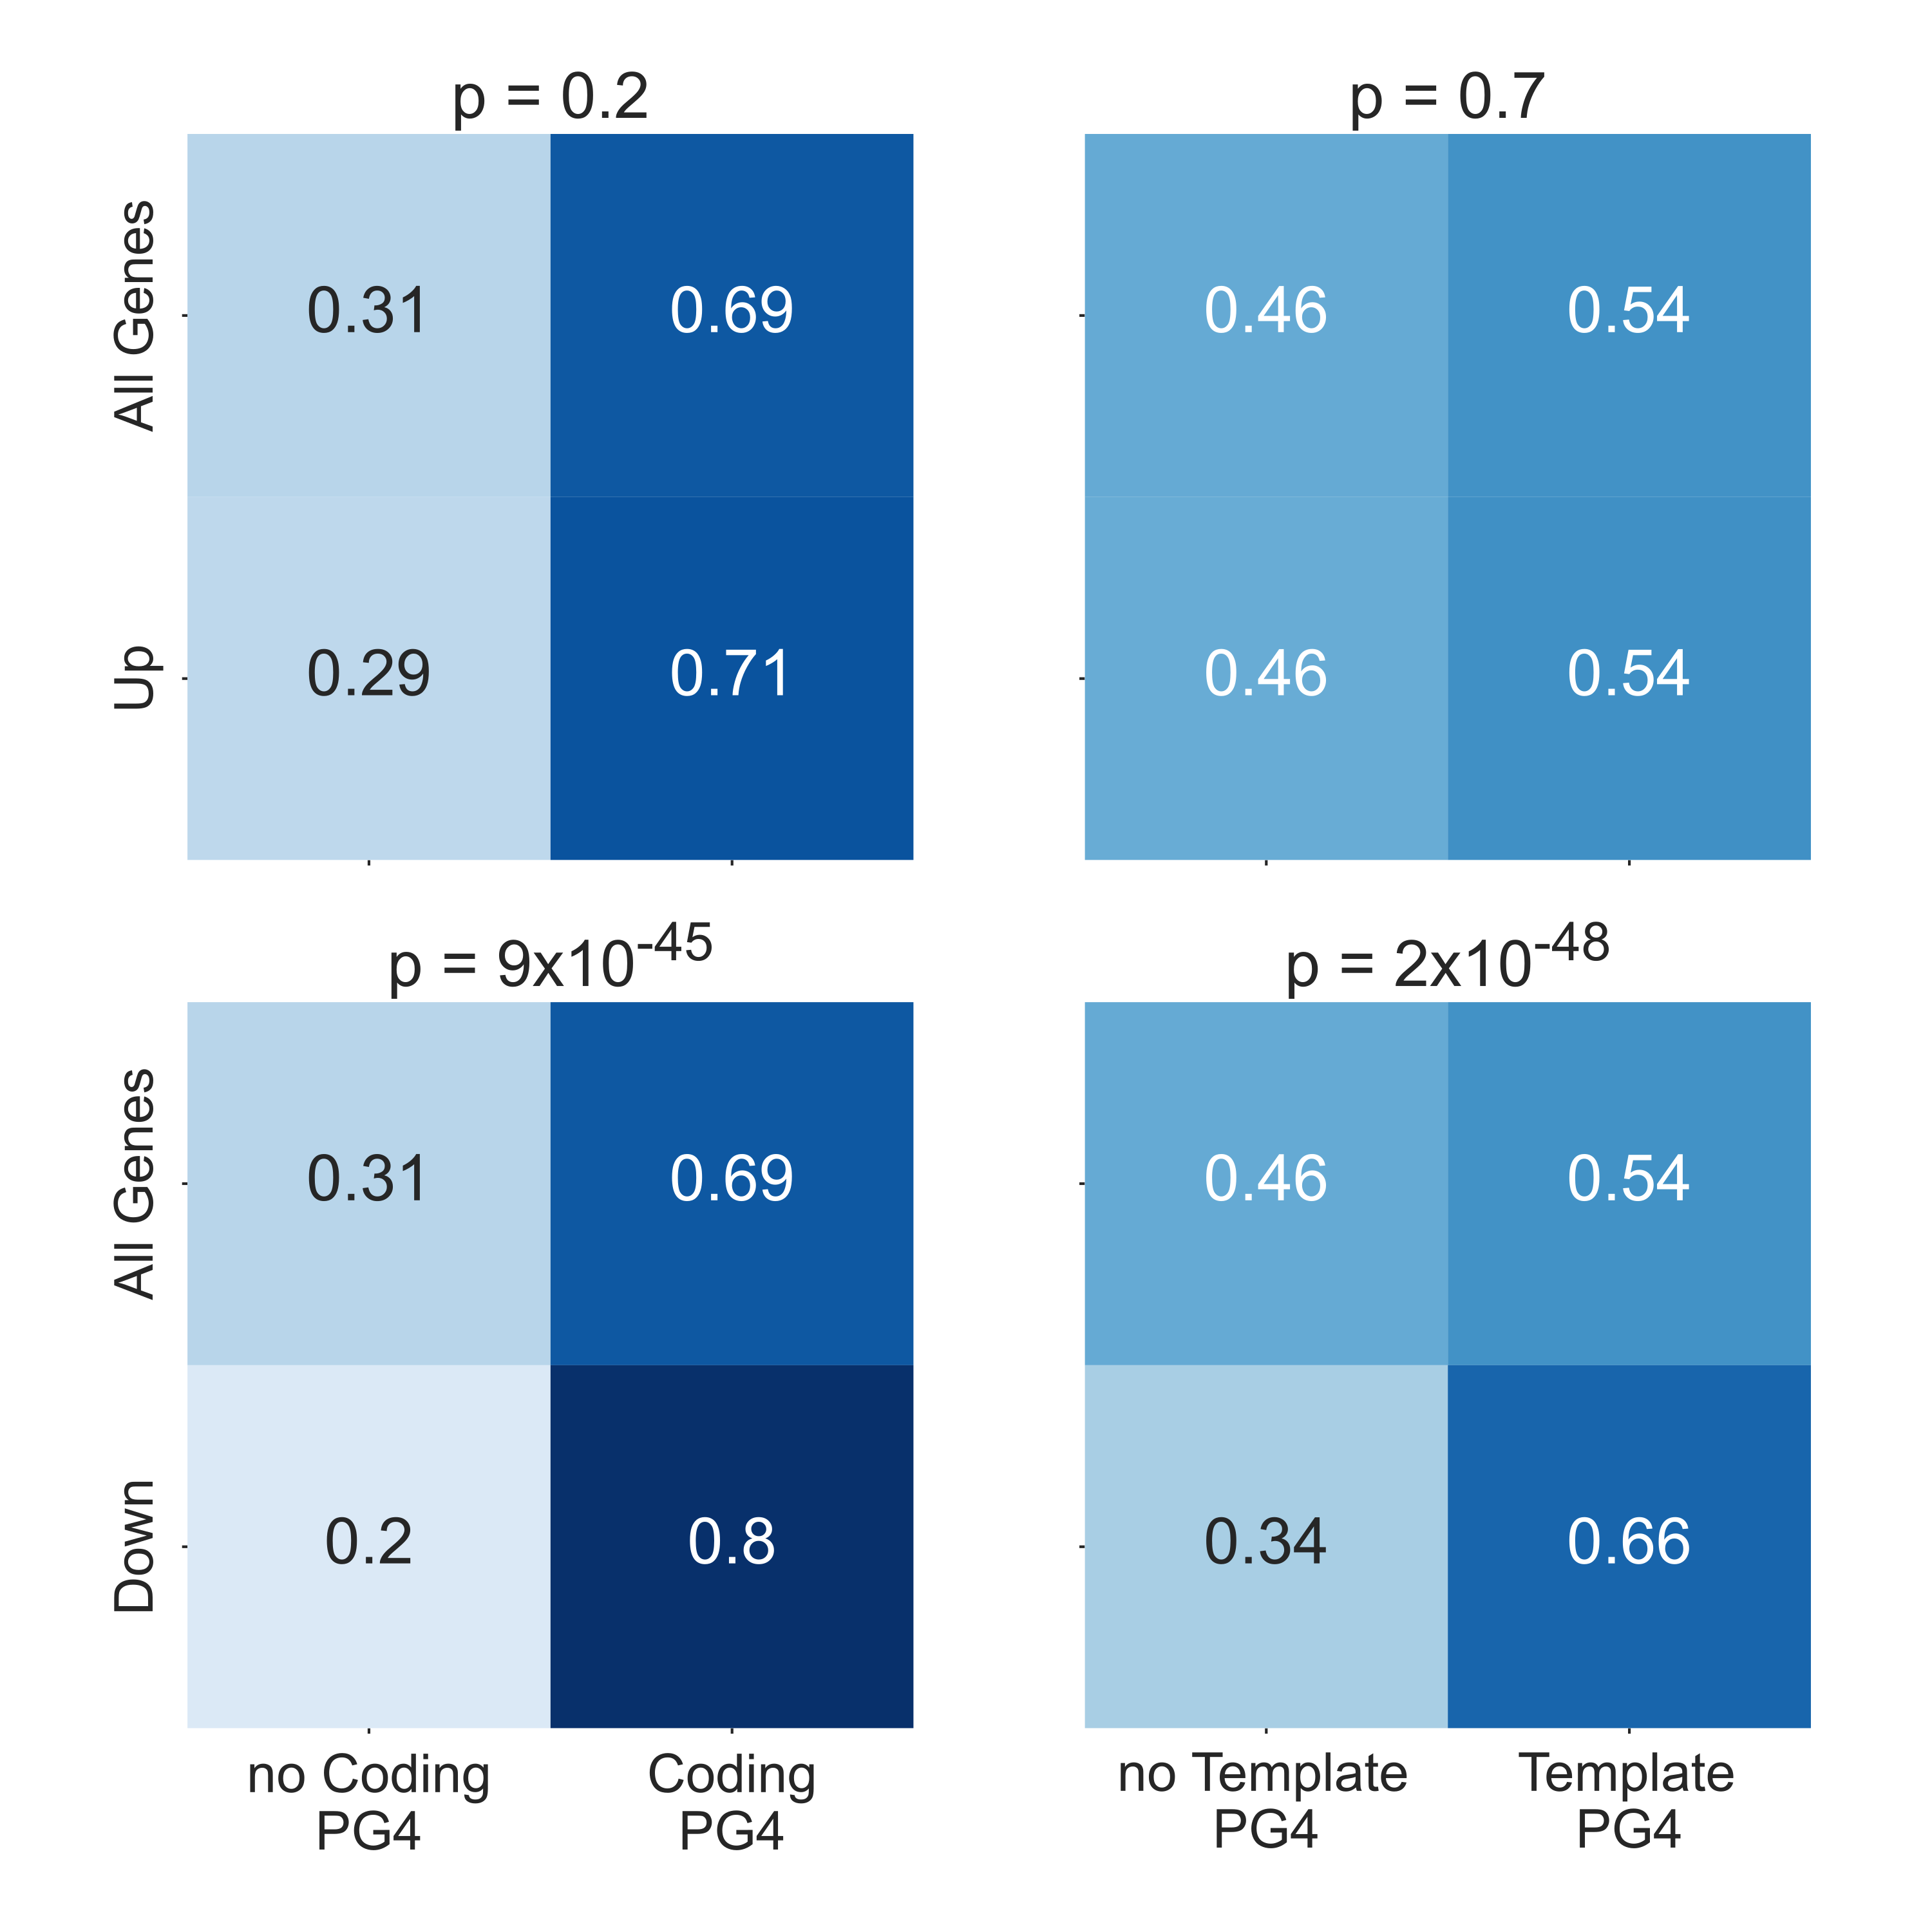 p = 0.2
p = 0.7
All Genes
0.31
0.69
0.46
0.54
Up
0.29
0.71
0.46
0.54
p = 9x10⁻⁴⁵
p = 2x10⁻⁴⁸
All Genes
0.31
0.69
0.46
0.54
Down
0.2
0.8
0.34
0.66
no Coding
PG4
Coding
PG4
no Template
PG4
Template
PG4